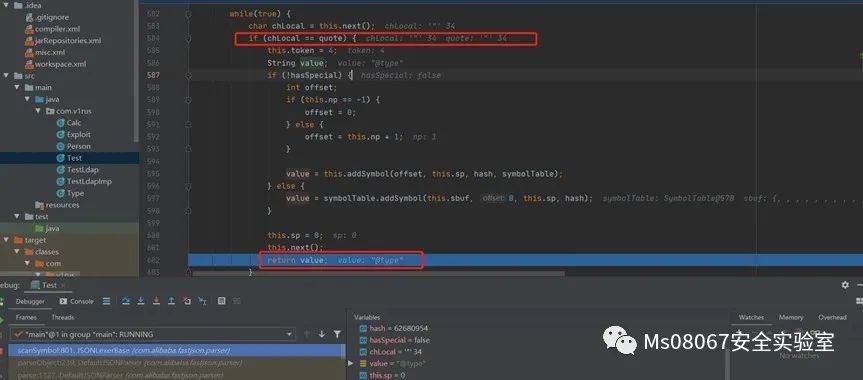 .idea
.gitignore
compiler.xml
jarRepositories.xml
misc.xml
workspace.xml
src
main
java
com.v1rus
Calc
Exploit
Person
Test
TestLdap
TestLdapImp
Type
resources
test
java
target
classes
com
v1rus
582 while(true) {
583 char chLocal = this.next(); chLocal: '"' 34
584 if (chLocal == quote) { chLocal: '"' 34 quote: '"' 34
585 this.token = 4; token: 4
586 String value; value: "@type"
587 if (!hasSpecial) { hasSpecial: false
588 int offset;
589 if (this.np == -1) {
590 offset = 0;
591 } else {
592 offset = this.np + 1; np: 1
593 }
594
595 value = this.addSymbol(offset, this.sp, hash, symbolTable);
596 } else {
597 value = symbolTable.addSymbol(this.sbuf, offset: 0, this.sp, hash); symbolTable: SymbolTable@578 sbuf: {, , , , , , , , ,
598 }
599
600 this.sp = 0; sp: 0
601 this.next();
602 return value; value: "@type"
603 }
Debug: Test
Debugger Console
Frames Threads
"main"@1 in group "main": RUNNING
scanSymbol:801, JSONLexerBase (com.alibaba.fastjson.parser)
parseObject:239, DefaultJSONParser (com.alibaba.fastjson.parser)
parse:1327, DefaultJSONParser (com.alibaba.fastjson.parser)
Variables
hash = 62680954
hasSpecial = false
chLocal = '"' 34
value = "@type"
this.sp = 0
Watches Memory Overhead
Ms08067安全实验室